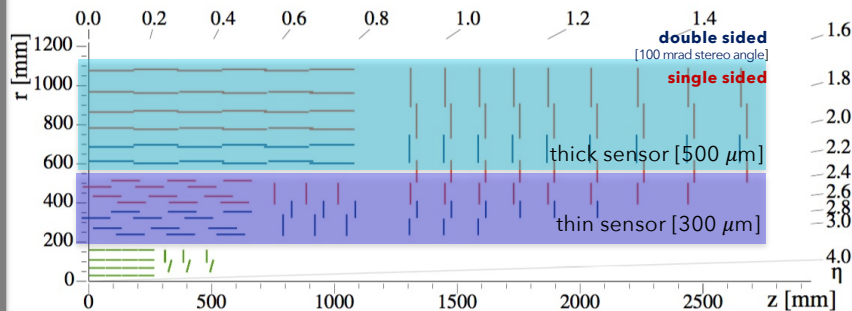 0.0 0.2 0.4 0.6 0.8 1.0 1.2 1.4 1.6
double sided
[100 mrad stereo angle]
single sided
r [mm]
1200
1000
800
600
400
200
0
1.8
2.0
2.2
2.4
2.6
2.8
3.0
4.0
η
thick sensor [500 μm]
thin sensor [300 μm]
0 500 1000 1500 2000 2500 z [mm]